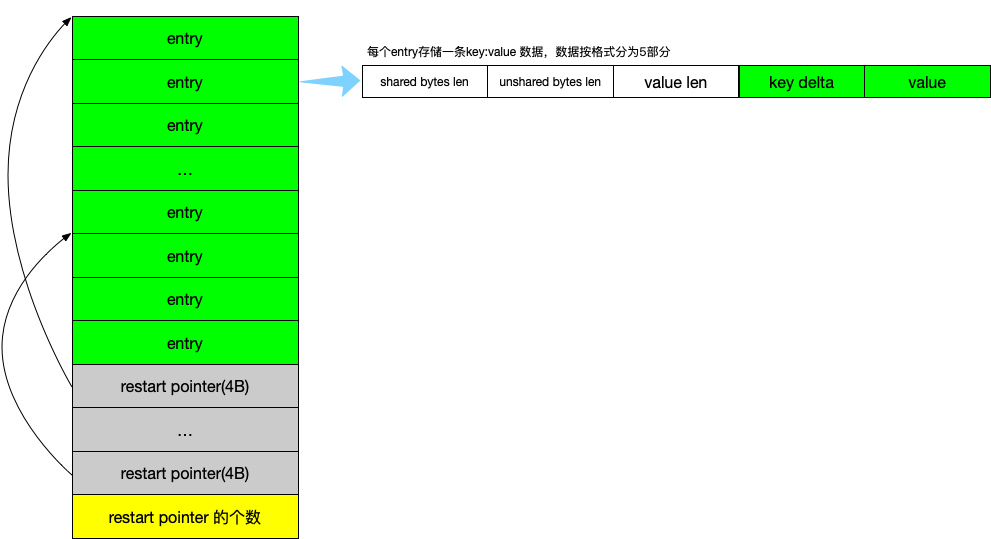 entry
entry
entry
...
entry
entry
entry
entry
restart pointer(4B)
...
restart pointer(4B)
restart pointer 的个数
每个entry存储一条key:value 数据，数据按格式分为5部分
shared bytes len
unshared bytes len
value len
key delta
value